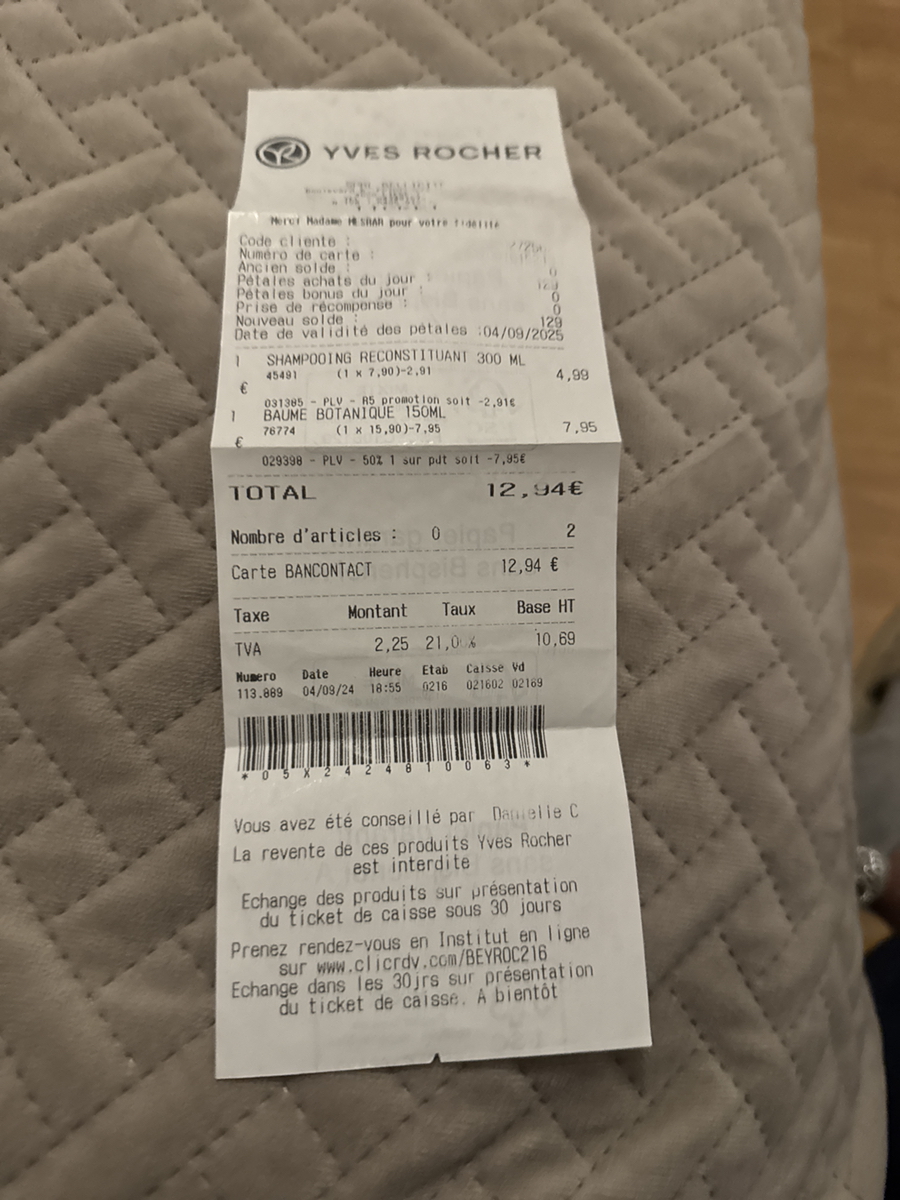 YR YVES ROCHER
Merci Madame pour votre fidélité
Code cliente :
Numéro de carte :
Ancien solde : 0
Pétales achats du jour :
Pétales bonus du jour : 0
Prise de récompense : 0
Nouveau solde : 129
Date de validité des pétales :04/09/2025
1 SHAMPOOING RECONSTITUANT 300 ML
45491 (1 x 7,90)-2,91 4,99
€
031385 - PLV - A5 promotion soit -2,91€
1 BAUME BOTANIQUE 150ML
76774 (1 x 15,90)-7,95 7,95
€
029398 - PLV - 50% 1 sur pdt soit -7,95€
TOTAL 12,94€
Nombre d'articles : 0 2
Carte BANCONTACT 12,94 €
Taxe Montant Taux Base HT
TVA 2,25 21,00% 10,69
Numero Date Heure Etab Caisse Vd
113.889 04/09/24 18:55 0216 021602 02169
*05X242481 0063*
Vous avez été conseillé par Danielle C
La revente de ces produits Yves Rocher
est interdite
Echange des produits sur présentation
du ticket de caisse sous 30 jours
Prenez rendez-vous en Institut en ligne
sur www.clicrdv.com/BEYROC216
Echange dans les 30jrs sur présentation
du ticket de caisse. A bientôt